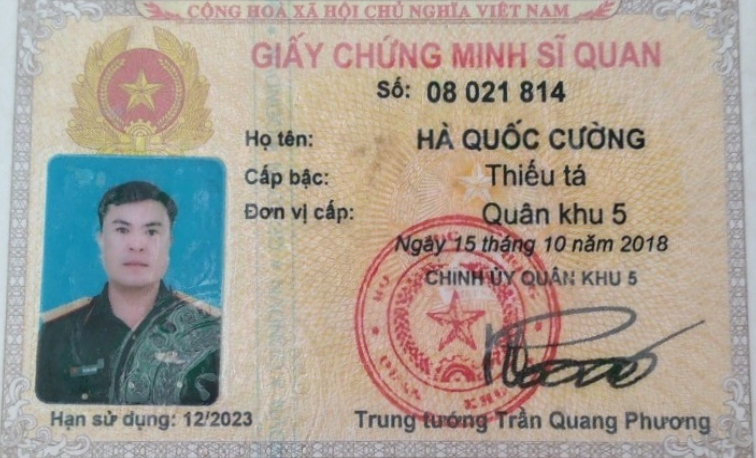 CỘNG HOÀ XÃ HỘI CHỦ NGHĨA VIỆT NAM
GIẤY CHỨNG MINH SĨ QUAN
Số: 08 021 814
Họ tên: HÀ QUỐC CƯỜNG
Cấp bậc: Thiếu tá
Đơn vị cấp: Quân khu 5
Ngày 15 tháng 10 năm 2018
CHÍNH ỦY QUÂN KHU 5
Hạn sử dụng: 12/2023
Trung tướng Trần Quang Phương